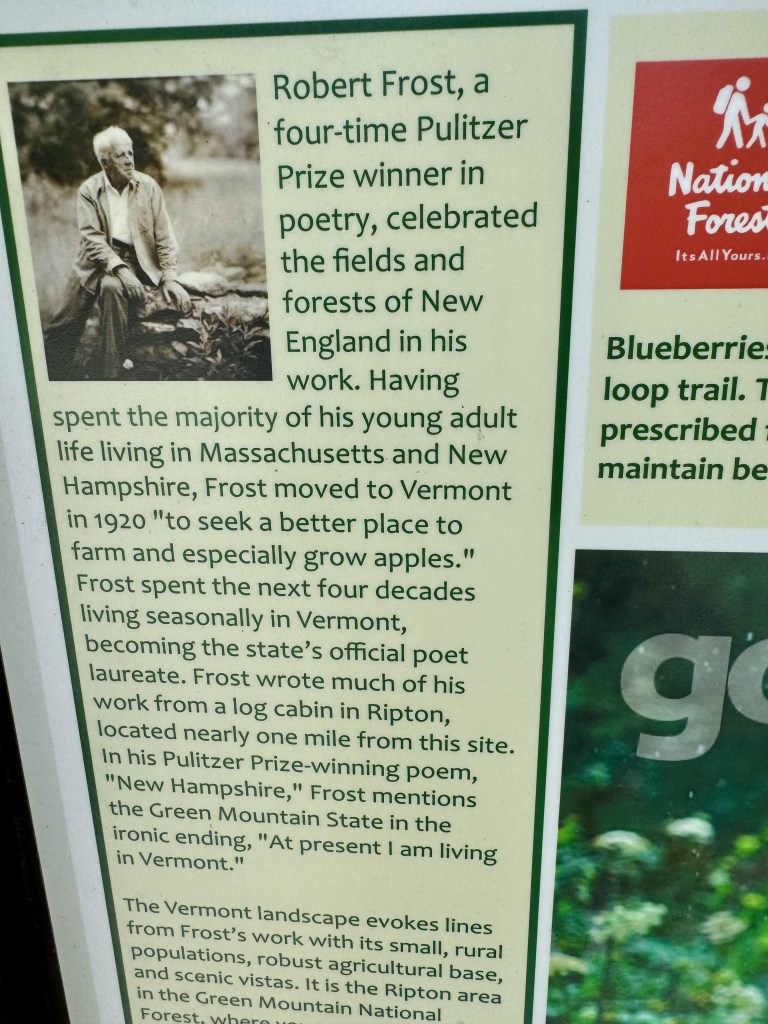 Robert Frost, a
four-time Pulitzer
Prize winner in
poetry, celebrated
the fields and
forests of New
England in his
work. Having
spent the majority of his young adult
life living in Massachusetts and New
Hampshire, Frost moved to Vermont
in 1920 "to seek a better place to
farm and especially grow apples."
Frost spent the next four decades
living seasonally in Vermont,
becoming the state's official poet
laureate. Frost wrote much of his
work from a log cabin in Ripton,
located nearly one mile from this site.
In his Pulitzer Prize-winning poem,
"New Hampshire," Frost mentions
the Green Mountain State in the
ironic ending, "At present I am living
in Vermont."
The Vermont landscape evokes lines
from Frost's work with its small, rural
populations, robust agricultural base,
and scenic vistas. It is the Ripton area
in the Green Mountain National
Forest, where
Nation
Forest
ItsAllYours.
Blueberries
loop trail.
prescribed
maintain be
go